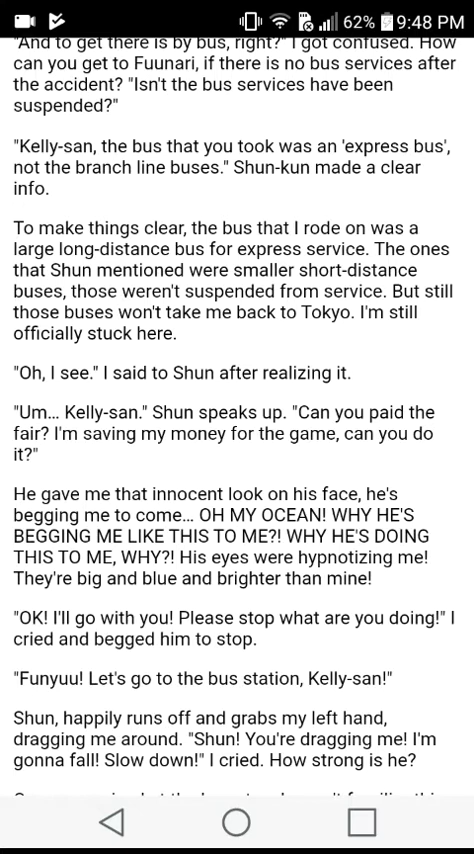 62% 9:48 PM
"And to get there is by bus, right?" I got confused. How
can you get to Fuunari, if there is no bus services after
the accident? "Isn't the bus services have been
suspended?"
"Kelly-san, the bus that you took was an 'express bus',
not the branch line buses." Shun-kun made a clear
info.
To make things clear, the bus that I rode on was a
large long-distance bus for express service. The ones
that Shun mentioned were smaller short-distance
buses, those weren't suspended from service. But still
those buses won't take me back to Tokyo. I'm still
officially stuck here.
"Oh, I see." I said to Shun after realizing it.
"Um... Kelly-san." Shun speaks up. "Can you paid the
fair? I'm saving my money for the game, can you do
it?"
He gave me that innocent look on his face, he's
begging me to come... OH MY OCEAN! WHY HE'S
BEGGING ME LIKE THIS TO ME?! WHY HE'S DOING
THIS TO ME, WHY?! His eyes were hypnotizing me!
They're big and blue and brighter than mine!
"OK! I'll go with you! Please stop what are you doing!" I
cried and begged him to stop.
"Funyuu! Let's go to the bus station, Kelly-san!"
Shun, happily runs off and grabs my left hand,
dragging me around. "Shun! You're dragging me! I'm
gonna fall! Slow down!" I cried. How strong is he?